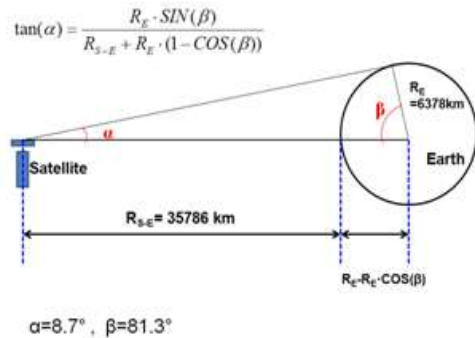 tan(α) = R_E · SIN(β) / (R_S-E + R_E · (1 − COS(β)))
R_E
=6378km
β
α
Earth
Satellite
R_S-E= 35786 km
R_E-R_E·COS(β)
α=8.7° , β=81.3°